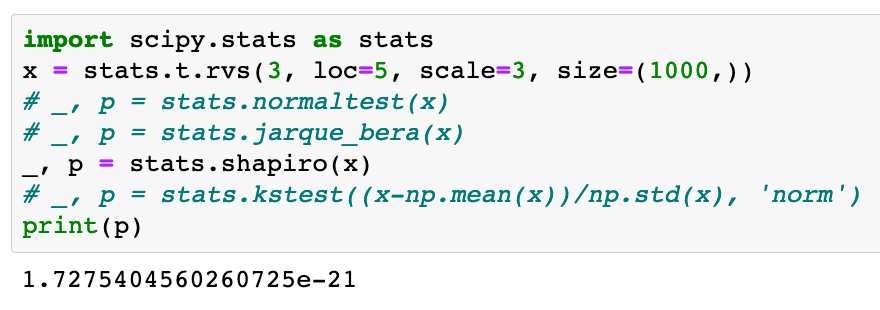 import scipy.stats as stats
x = stats.t.rvs(3, loc=5, scale=3, size=(1000,))
# _, p = stats.normaltest(x)
# _, p = stats.jarque_bera(x)
_, p = stats.shapiro(x)
# _, p = stats.kstest((x-np.mean(x))/np.std(x), 'norm')
print(p)
1.7275404560260725e-21